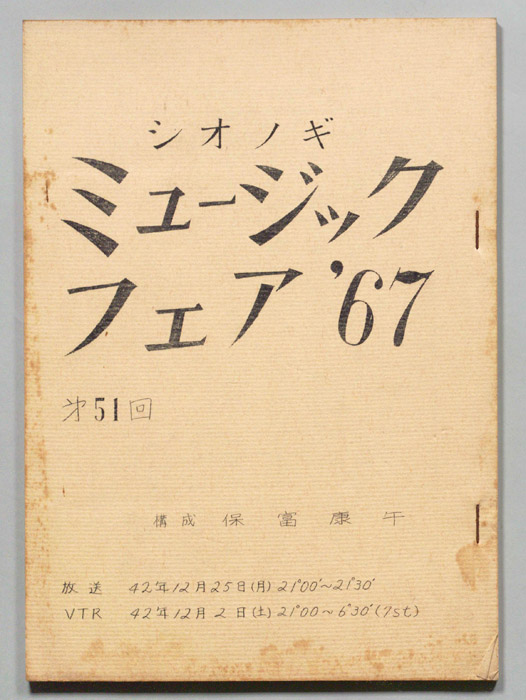 シオノギ
ミュージック
フェア '67
第51回
構成 保富康午
放送 42年12月25日(月) 21°00'〜21°30'
VTR 42年12月2日(土) 21°00〜6°30'(7st)